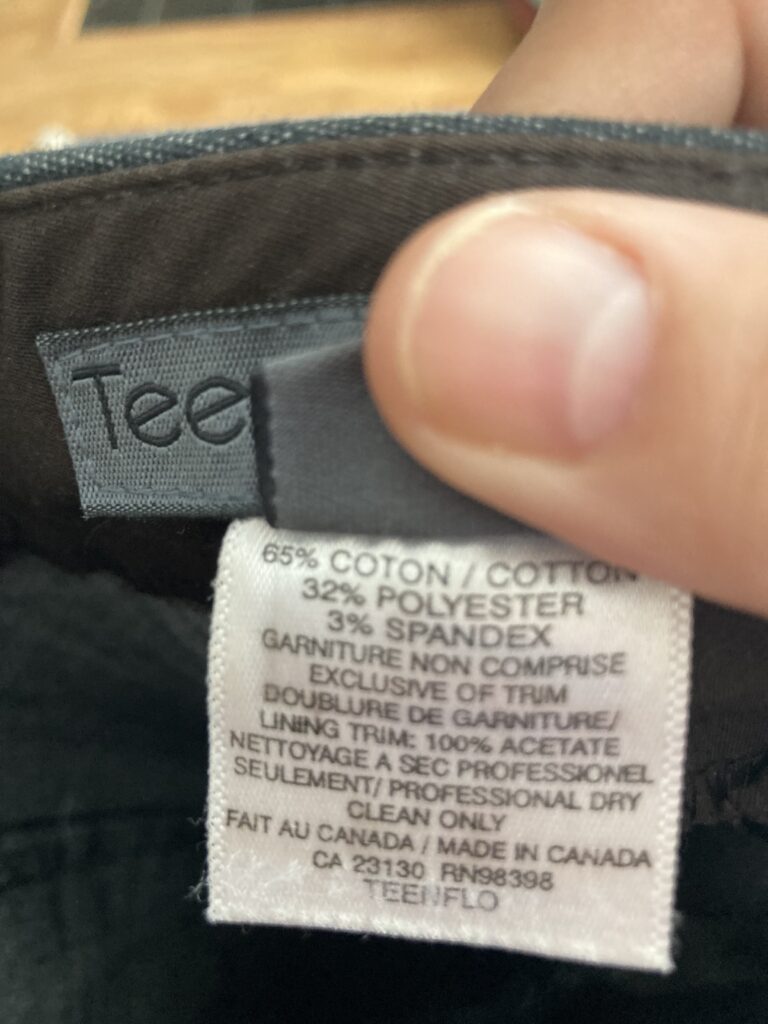 Tee
65% COTON / COTTON
32% POLYESTER
3% SPANDEX
GARNITURE NON COMPRISE
EXCLUSIVE OF TRIM
DOUBLURE DE GARNITURE/
LINING TRIM: 100% ACETATE
NETTOYAGE A SEC PROFESSIONEL
SEULEMENT/ PROFESSIONAL DRY
CLEAN ONLY
FAIT AU CANADA / MADE IN CANADA
CA 23130 RN98398
TEENFLO